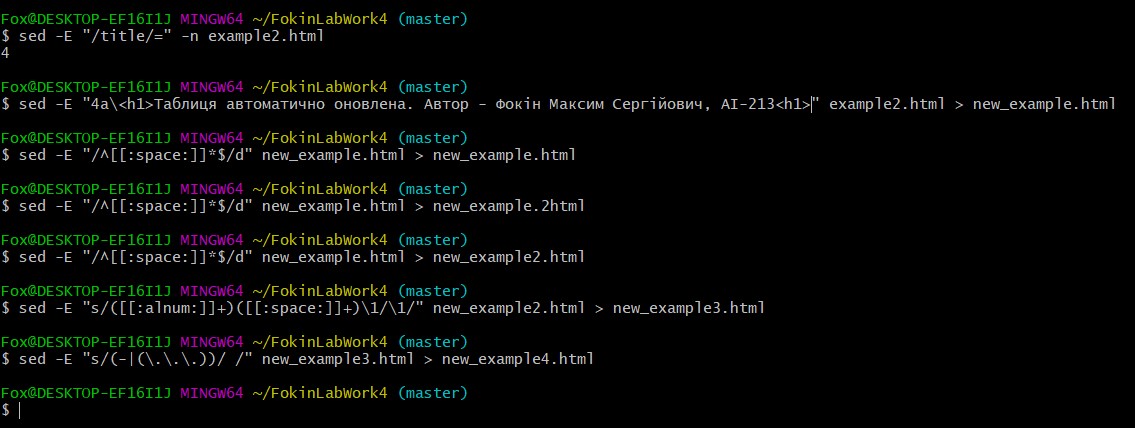 Fox@DESKTOP-EF16I1J MINGW64 ~/FokinLabWork4 (master)
$ sed -E "/title/=" -n example2.html
4
Fox@DESKTOP-EF16I1J MINGW64 ~/FokinLabWork4 (master)
$ sed -E "4a\<h1>Таблиця автоматично оновлена. Автор - Фокін Максим Сергійович, АІ-213<h1>" example2.html > new_example.html
Fox@DESKTOP-EF16I1J MINGW64 ~/FokinLabWork4 (master)
$ sed -E "/^[[:space:]]*$/d" new_example.html > new_example.html
Fox@DESKTOP-EF16I1J MINGW64 ~/FokinLabWork4 (master)
$ sed -E "/^[[:space:]]*$/d" new_example.html > new_example.2html
Fox@DESKTOP-EF16I1J MINGW64 ~/FokinLabWork4 (master)
$ sed -E "/^[[:space:]]*$/d" new_example.html > new_example2.html
Fox@DESKTOP-EF16I1J MINGW64 ~/FokinLabWork4 (master)
$ sed -E "s/([[:alnum:]]+)([[:space:]]+)\1/\1/" new_example2.html > new_example3.html
Fox@DESKTOP-EF16I1J MINGW64 ~/FokinLabWork4 (master)
$ sed -E "s/(-|(\.\.\.))/ /" new_example3.html > new_example4.html
Fox@DESKTOP-EF16I1J MINGW64 ~/FokinLabWork4 (master)
$